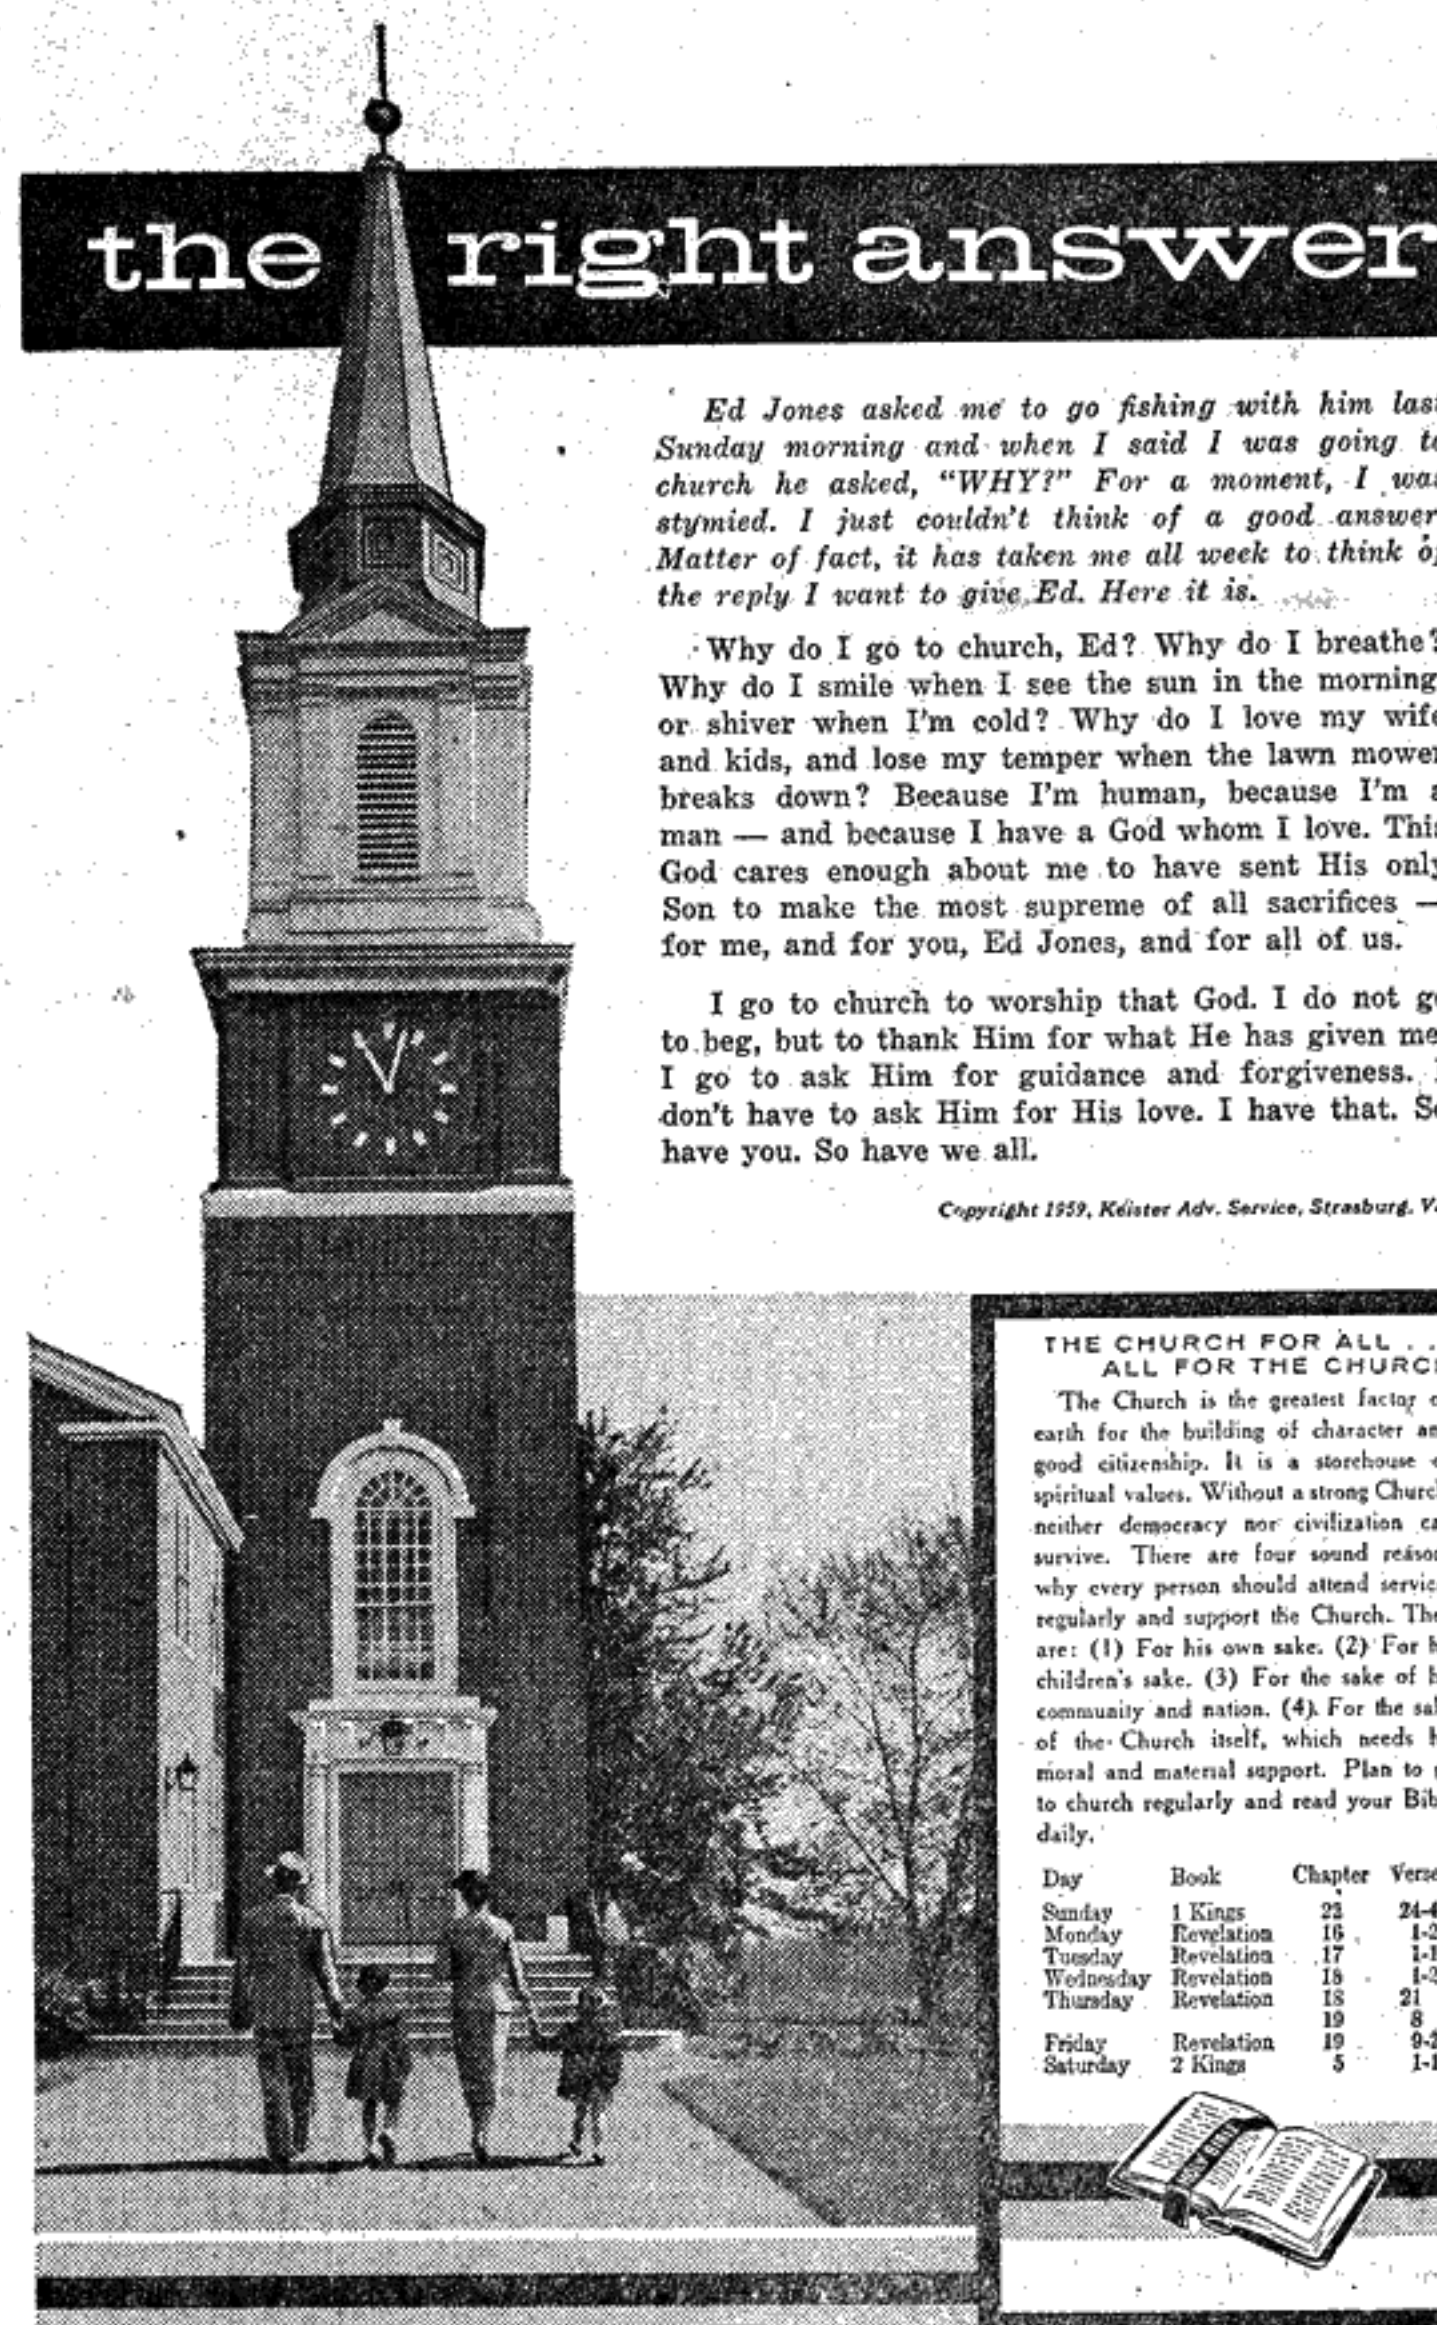 the right answer
Ed Jones asked me to go fishing with him last
Sunday morning and when I said I was going to
church he asked, "WHY?" For a moment, I was
stymied. I just couldn't think of a good answer
Matter of fact, it has taken me all week to think of
the reply I want to give Ed. Here it is.
Why do I go to church, Ed? Why do I breathe?
Why do I smile when I see the sun in the morning,
or shiver when I'm cold? Why do I love my wife
and kids, and lose my temper when the lawn mower
breaks down? Because I'm human, because I'm a
man — and because I have a God whom I love. This
God cares enough about me to have sent His only
Son to make the most supreme of all sacrifices —
for me, and for you, Ed Jones, and for all of us.
I go to church to worship that God. I do not go
to beg, but to thank Him for what He has given me.
I go to ask Him for guidance and forgiveness. I
don't have to ask Him for His love. I have that. So
have you. So have we all.
Copyright 1959, Keister Adv. Service, Strasburg, Va
THE CHURCH FOR ALL . .
ALL FOR THE CHURCH
The Church is the greatest factor
earth for the building of character
good citizenship. It is a storehouse
spiritual values. Without a strong Church
neither democracy nor civilization
survive. There are four sound
why every person should attend
regularly and support the Church.
are: (1) For his own sake. (2) For
children's sake. (3) For the sake of
community and nation. (4) For the
of the Church itself, which needs
moral and material support. Plan to
to church regularly and read your
daily.
Day Book Chapter Verse
Sunday 1 Kings 22
Monday Revelation 16
Tuesday Revelation 17
Wednesday Revelation 18
Thursday Revelation 18 21
19 8
Friday Revelation 19
Saturday 2 Kings 5